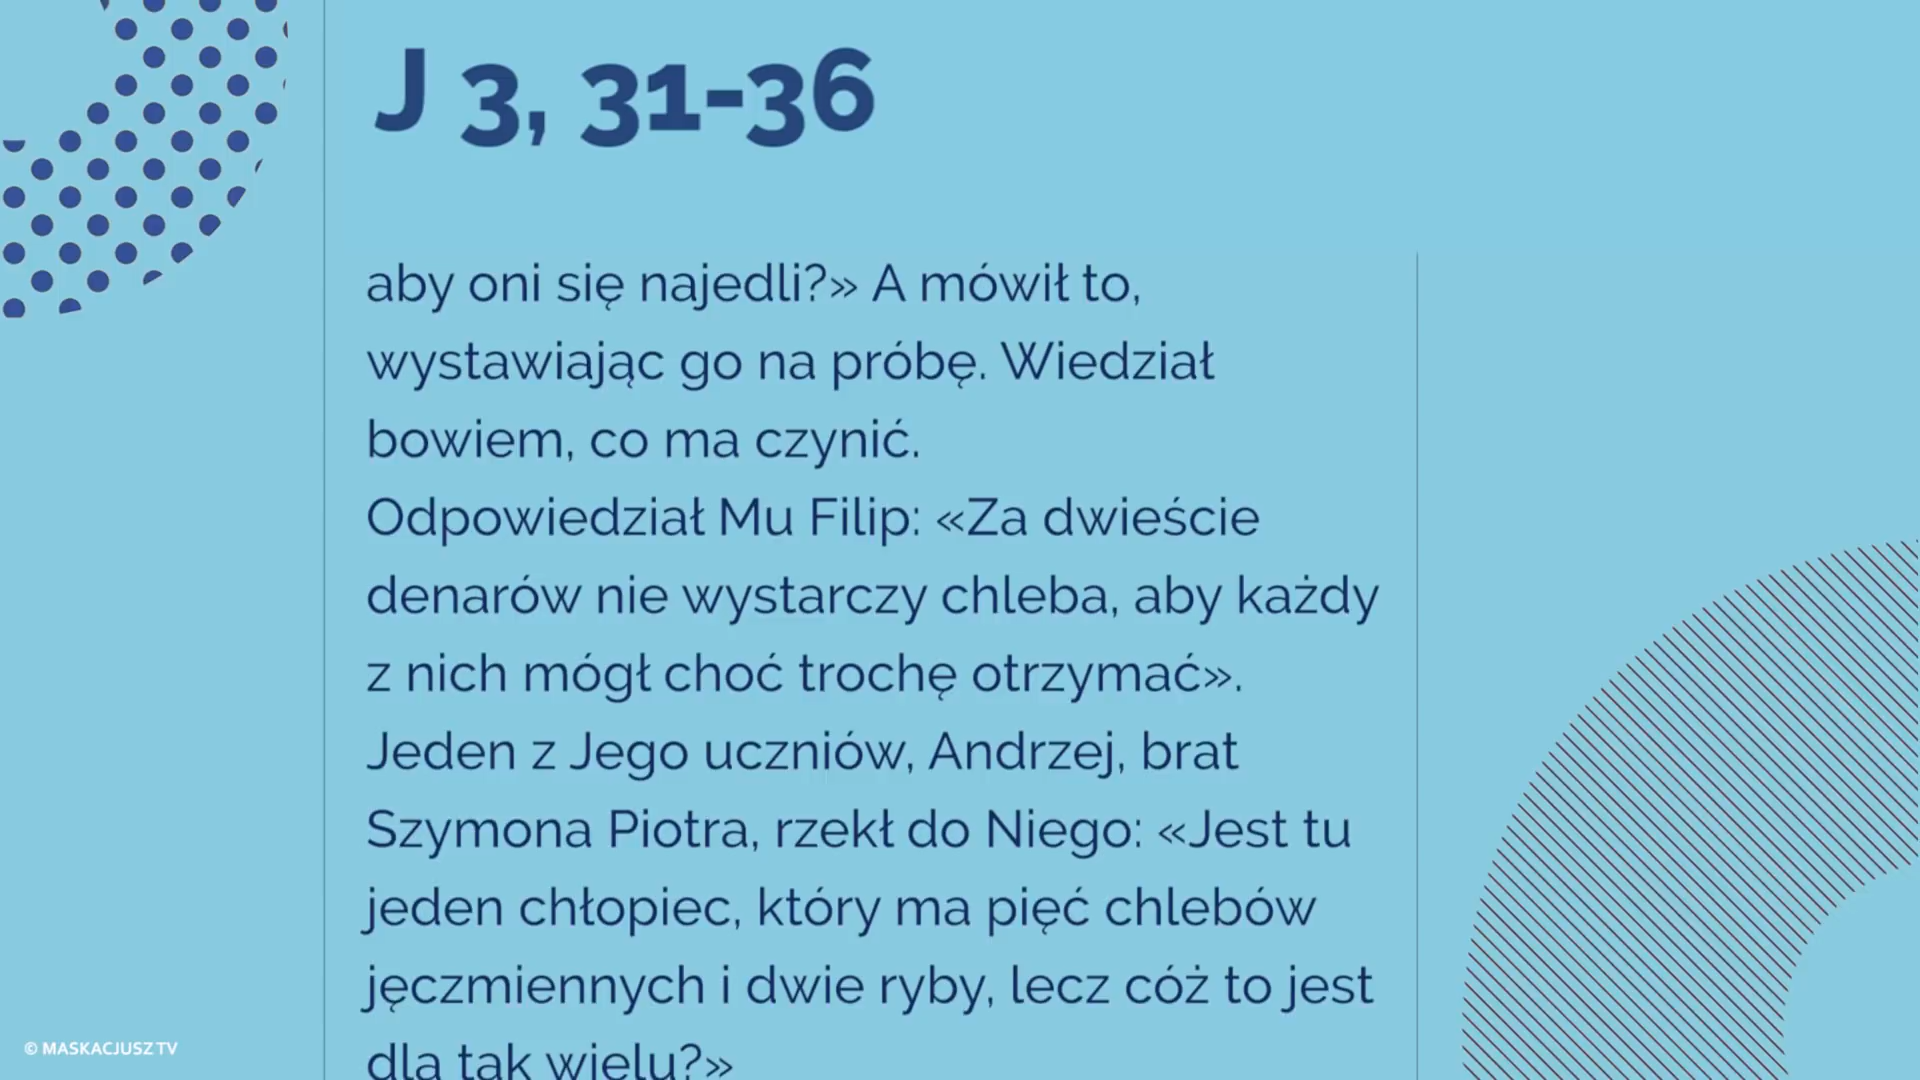 J 3, 31-36
aby oni się najedli?» A mówił to,
wystawiając go na próbę. Wiedział
bowiem, co ma czynić.
Odpowiedział Mu Filip: «Za dwieście
denarów nie wystarczy chleba, aby każdy
z nich mógł choć trochę otrzymać».
Jeden z Jego uczniów, Andrzej, brat
Szymona Piotra, rzekł do Niego: «Jest tu
jeden chłopiec, który ma pięć chlebów
jęczmiennych i dwie ryby, lecz cóż to jest
dla tak wielu?»
© MASKACJUSZ TV